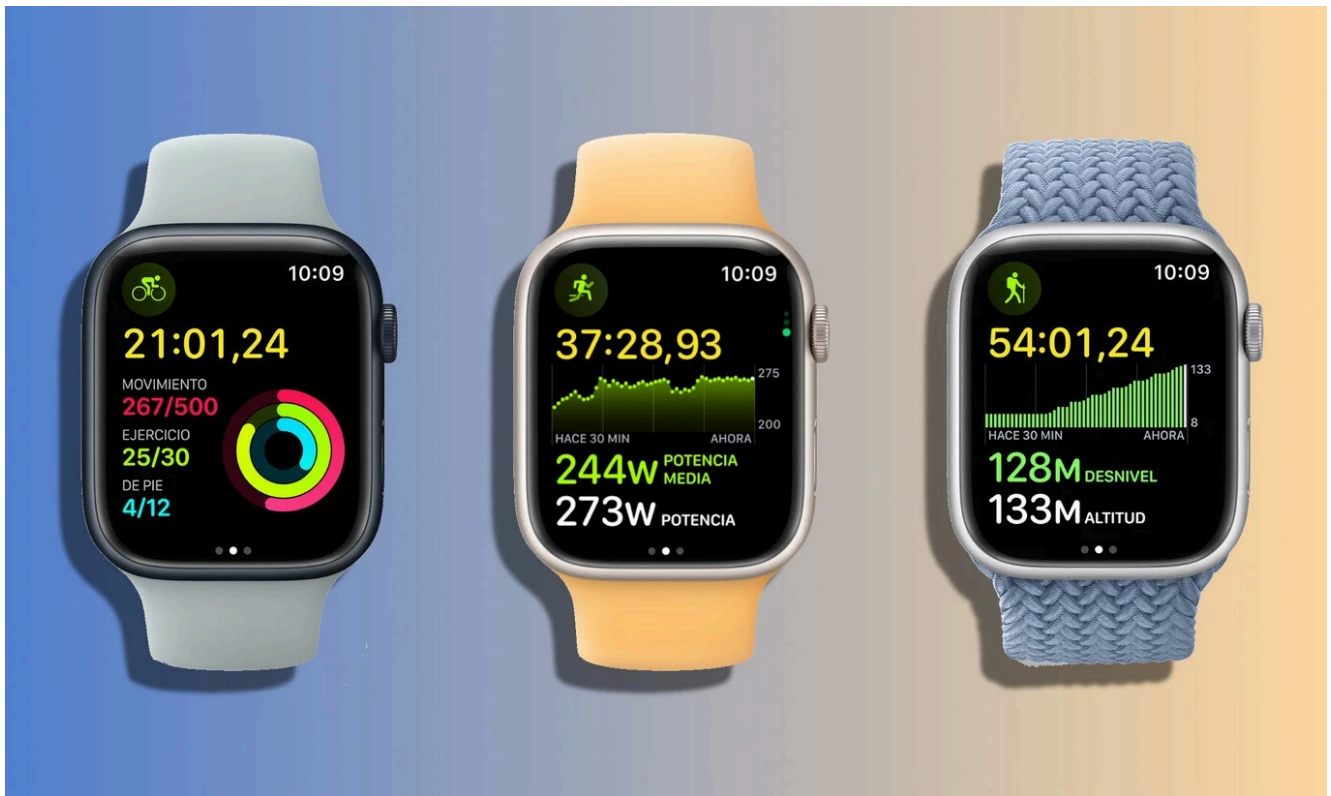 10:09
21:01,24
MOVIMIENTO
267/500
EJERCICIO
25/30
DE PIE
4/12
10:09
37:28,93
275
200
HACE 30 MIN AHORA
244W POTENCIA
MEDIA
273W POTENCIA
10:09
54:01,24
133
8
HACE 30 MIN AHORA
128M DESNIVEL
133M ALTITUD